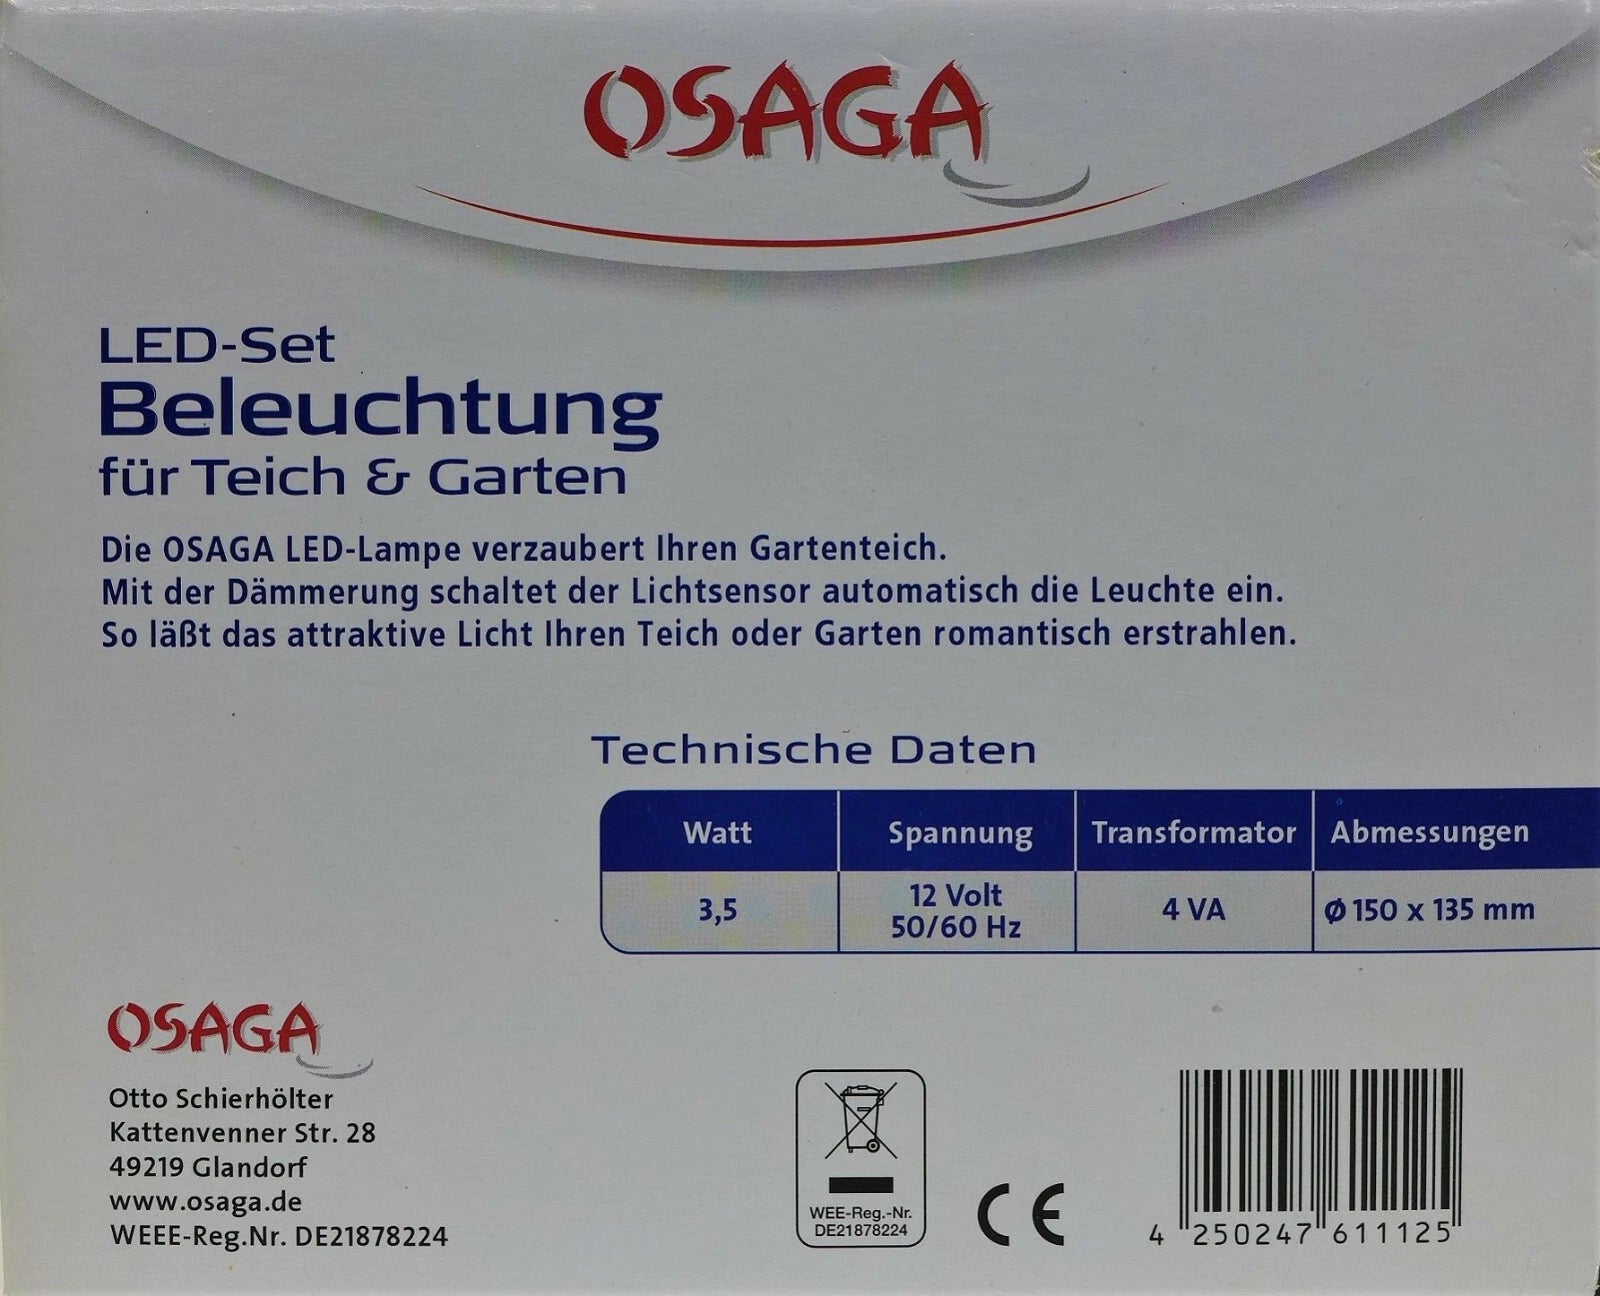 OSAGA
LED-Set
Beleuchtung
für Teich & Garten
Die OSAGA LED-Lampe verzaubert Ihren Gartenteich.
Mit der Dämmerung schaltet der Lichtsensor automatisch die Leuchte ein.
So läßt das attraktive Licht Ihren Teich oder Garten romantisch erstrahlen.
Technische Daten
Watt Spannung Transformator Abmessungen
3,5 12 Volt 4 VA Ø 150 x 135 mm
50/60 Hz
OSAGA
Otto Schierhölter
Kattenvenner Str. 28
49219 Glandorf
www.osaga.de
WEEE-Reg.Nr. DE21878224
WEE-Reg.-Nr.
DE21878224
CE
4 250247 611125